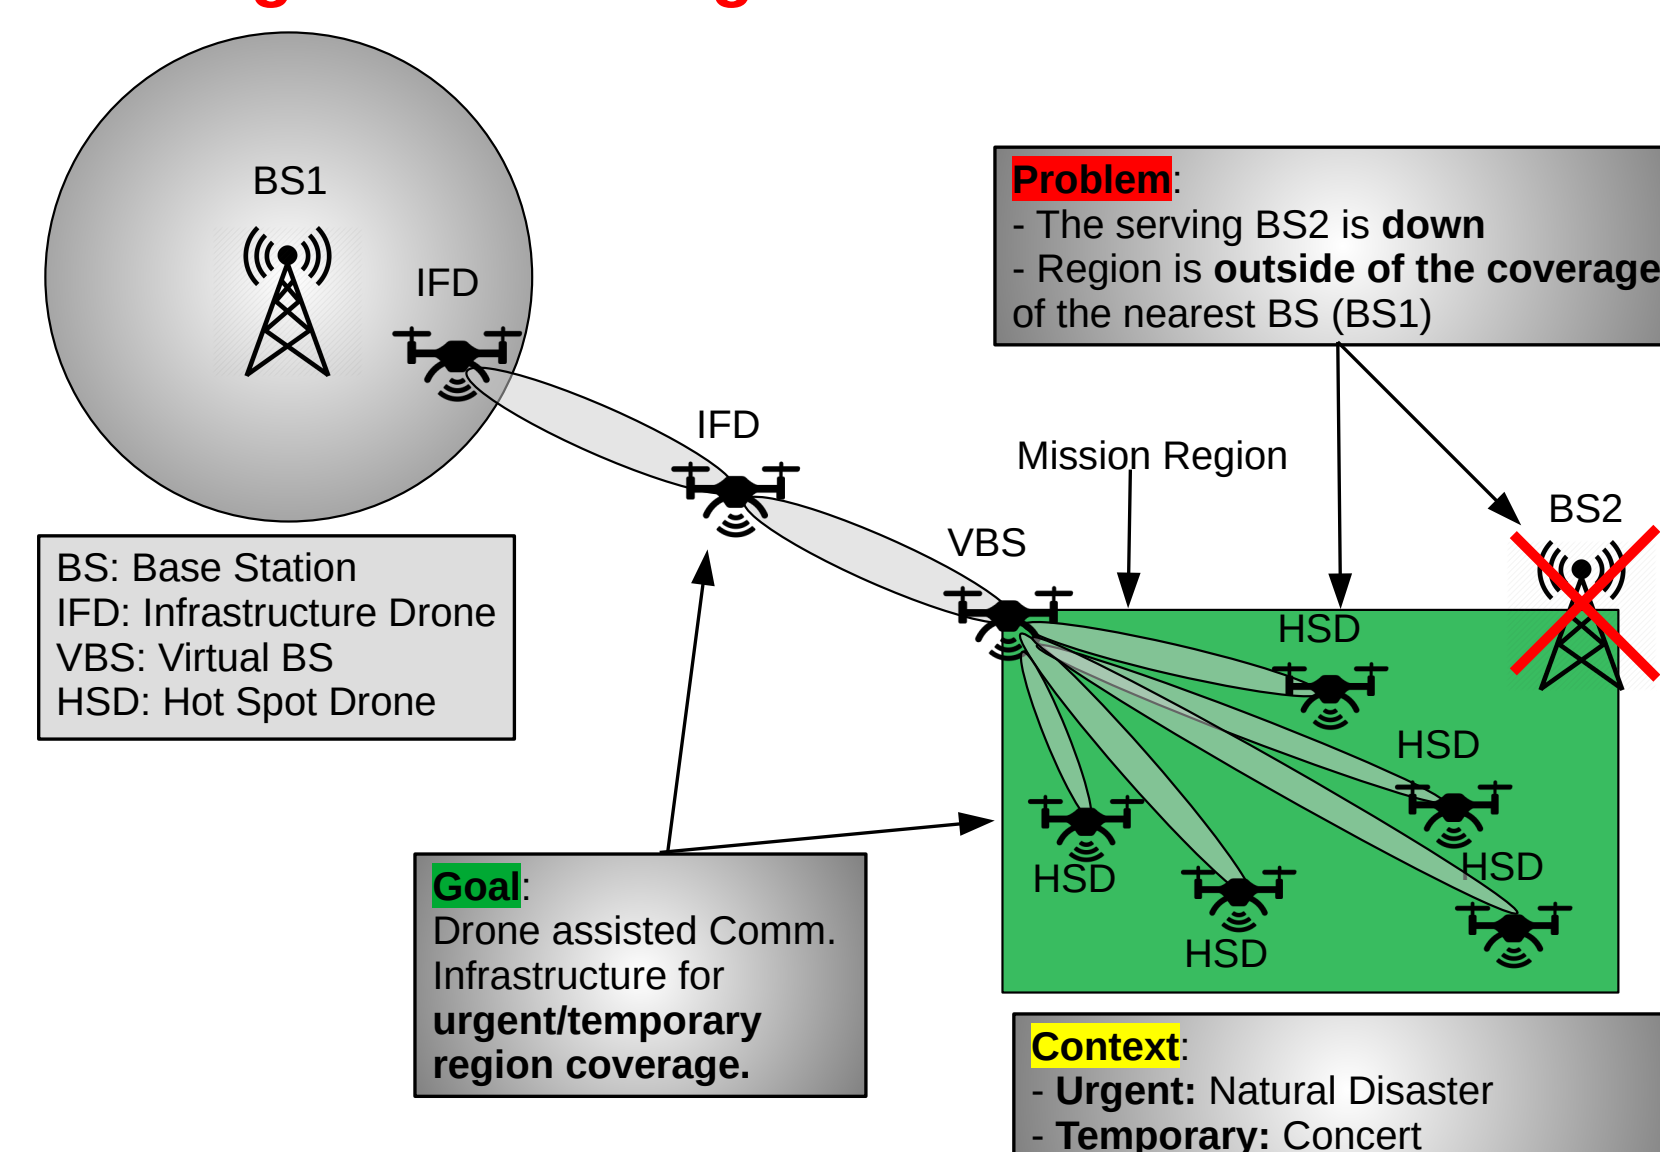 BS1
IFD
Problem:
- The serving BS2 is down
- Region is outside of the coverage
of the nearest BS (BS1)
IFD
Mission Region
BS2
VBS
BS: Base Station
IFD: Infrastructure Drone
VBS: Virtual BS
HSD: Hot Spot Drone
HSD
HSD
HSD
HSD
HSD
Goal:
Drone assisted Comm.
Infrastructure for
urgent/temporary
region coverage.
Context:
- Urgent: Natural Disaster
- Temporary: Concert